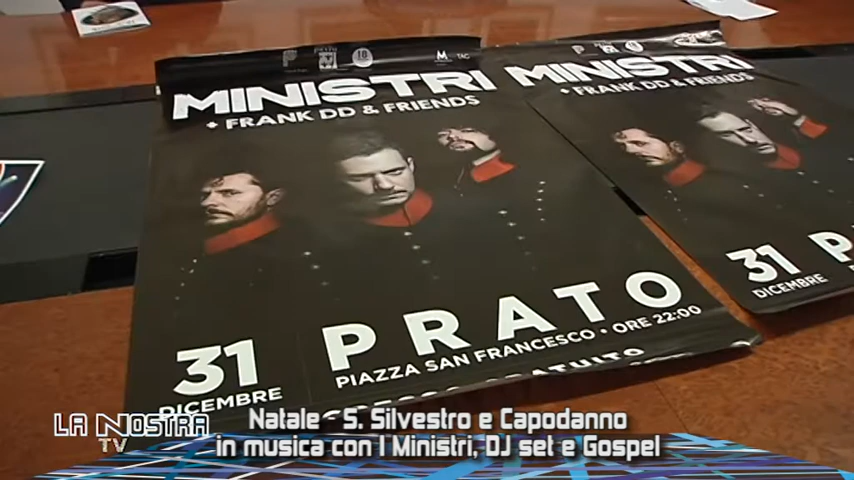 MINISTRI
+ FRANK DD & FRIENDS
31
DICEMBRE
PRATO
PIAZZA SAN FRANCESCO • ORE 22:00
MINISTRI
+ FRANK DD & FRIENDS
31
DICEMBRE
LA NOSTRA
TV
Natale - S. Silvestro e Capodanno
in musica con I Ministri, DJ set e Gospel